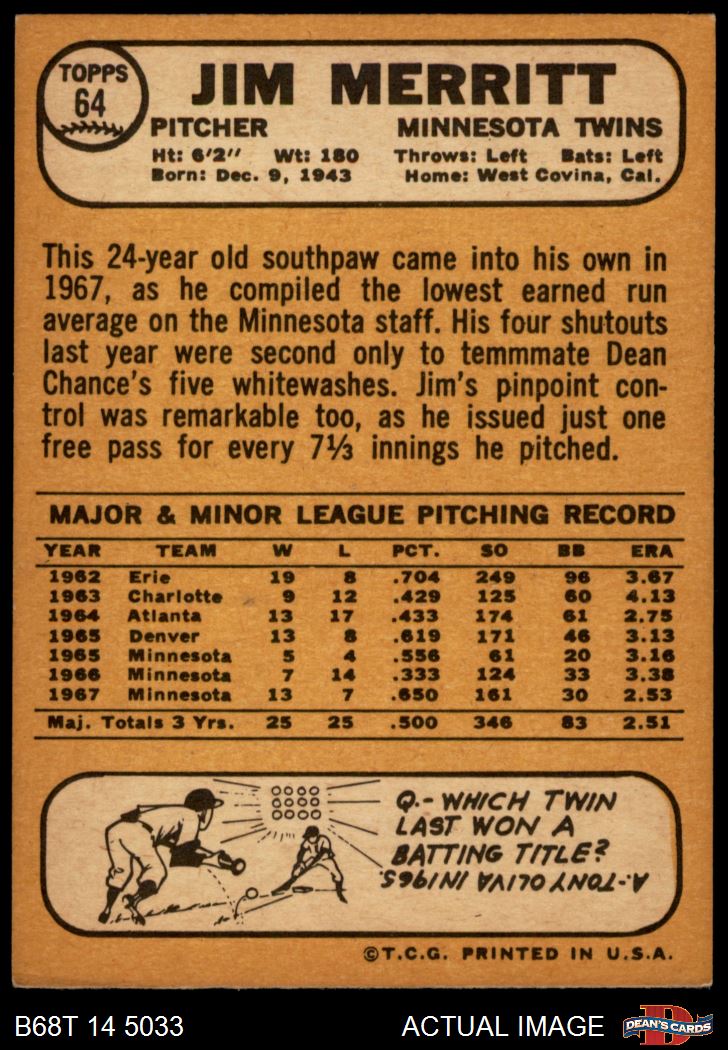 TOPPS
64
JIM MERRITT
PITCHER MINNESOTA TWINS
Ht: 6'2" Wt: 180 Throws: Left Bats: Left
Born: Dec. 9, 1943 Home: West Covina, Cal.
This 24-year old southpaw came into his own in
1967, as he compiled the lowest earned run
average on the Minnesota staff. His four shutouts
last year were second only to temmmate Dean
Chance's five whitewashes. Jim's pinpoint con-
trol was remarkable too, as he issued just one
free pass for every 7⅓ innings he pitched.
MAJOR & MINOR LEAGUE PITCHING RECORD
YEAR TEAM W L PCT. SO BB ERA
1962 Erie 19 8 .704 249 96 3.67
1963 Charlotte 9 12 .429 125 60 4.13
1964 Atlanta 13 17 .433 174 61 2.75
1965 Denver 13 8 .619 171 46 3.13
1965 Minnesota 5 4 .556 61 20 3.16
1966 Minnesota 7 14 .333 124 33 3.38
1967 Minnesota 13 7 .650 161 30 2.53
Maj. Totals 3 Yrs. 25 25 .500 346 83 2.51
Q.- WHICH TWIN
LAST WON A
BATTING TITLE?
A.-TONY OLIVA IN 1965.
©T.C.G. PRINTED IN U.S.A.
B68T 14 5033 ACTUAL IMAGE
D
DEAN'S CARDS